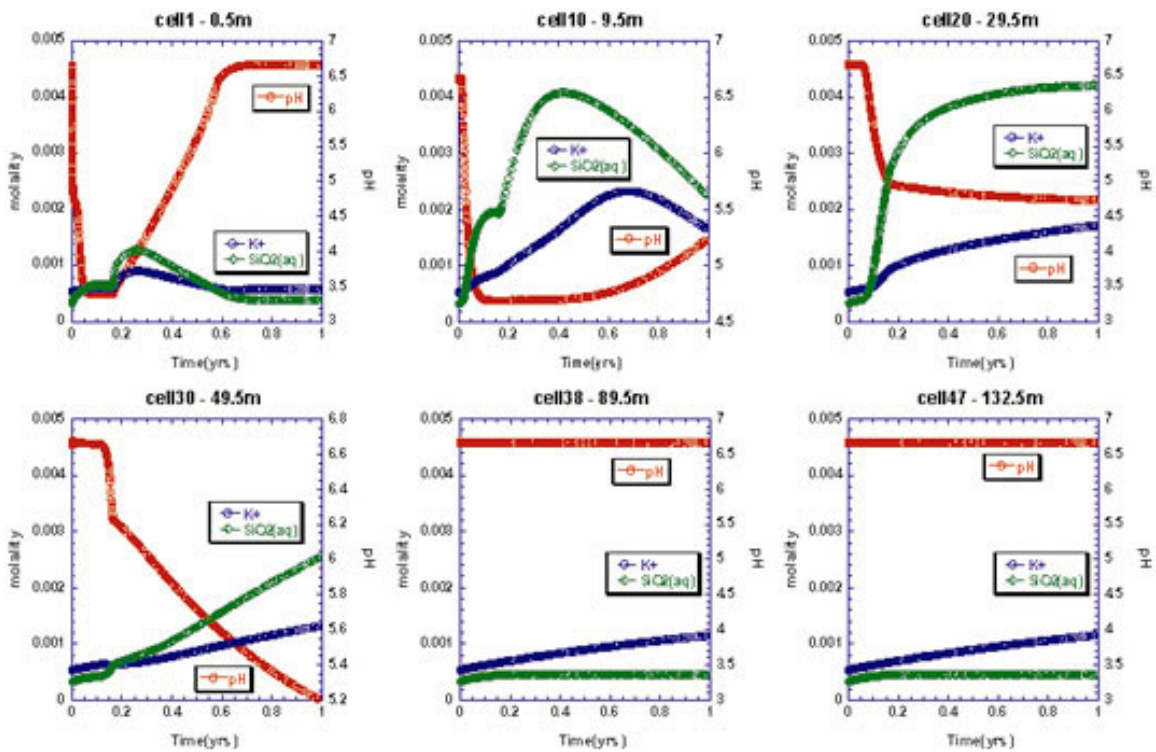 cell1 - 0.5m
cell10 - 9.5m
cell20 - 29.5m
0.005
0.004
0.003
0.002
0.001
0
molality
7
6.5
6
5.5
5
4.5
4
3.5
3
pH
pH
K+
SiO2(aq)
0 0.2 0.4 0.6 0.8 1
Time(yrs.)
0.005
0.004
0.003
0.002
0.001
0
molality
7
6.5
6
5.5
5
4.5
pH
K+
SiO2(aq)
pH
0 0.2 0.4 0.6 0.8 1
Time(yrs.)
0.005
0.004
0.003
0.002
0.001
0
molality
7
6.5
6
5.5
5
4.5
4
3.5
3
pH
K+
SiO2(aq)
pH
0 0.2 0.4 0.6 0.8 1
Time(yrs.)
cell30 - 49.5m
cell38 - 89.5m
cell47 - 132.5m
0.005
0.004
0.003
0.002
0.001
0
molality
6.8
6.6
6.4
6.2
6
5.8
5.6
5.4
5.2
pH
K+
SiO2(aq)
pH
0 0.2 0.4 0.6 0.8 1
Time(yrs.)
0.005
0.004
0.003
0.002
0.001
0
molality
7
6.5
6
5.5
5
4.5
4
3.5
3
pH
pH
K+
SiO2(aq)
0 0.2 0.4 0.6 0.8 1
Time(yrs.)
0.005
0.004
0.003
0.002
0.001
0
molality
7
6.5
6
5.5
5
4.5
4
3.5
3
pH
pH
K+
SiO2(aq)
0 0.2 0.4 0.6 0.8 1
Time(yrs.)